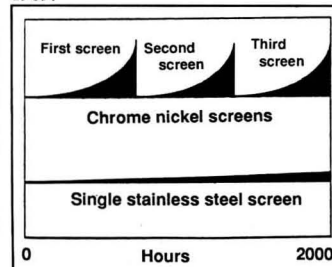 First screen
Second
screen
Third
screen
Chrome nickel screens
Single stainless steel screen
0 Hours 2000